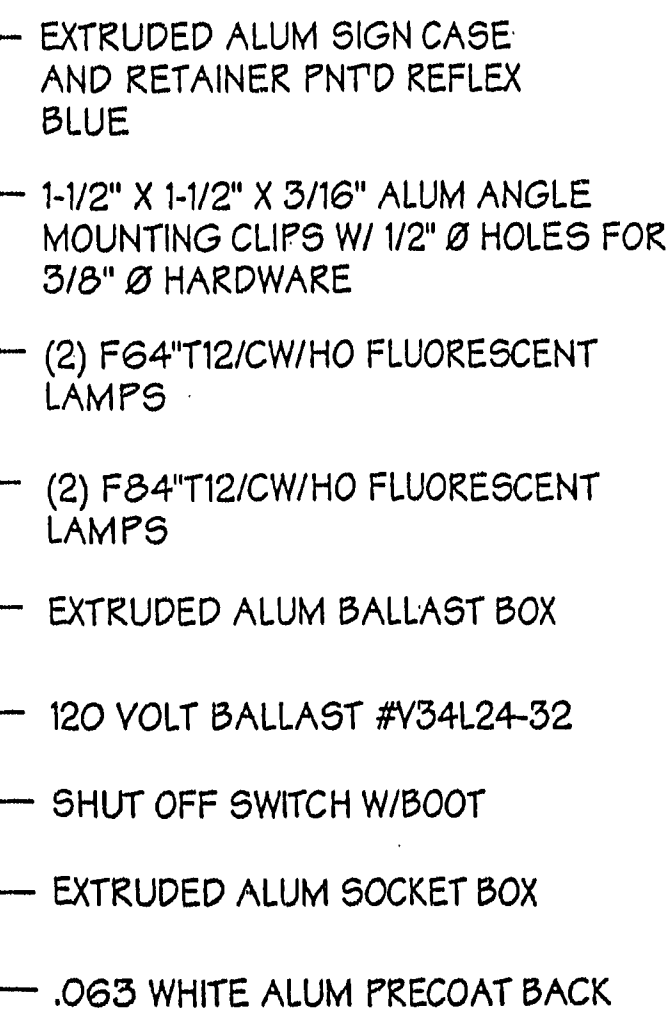 EXTRUDED ALUM SIGN CASE
AND RETAINER PNT'D REFLEX
BLUE
1-1/2" X 1-1/2" X 3/16" ALUM ANGLE
MOUNTING CLIPS W/ 1/2" Ø HOLES FOR
3/8" Ø HARDWARE
(2) F64"T12/CW/HO FLUORESCENT
LAMPS
(2) F84"T12/CW/HO FLUORESCENT
LAMPS
EXTRUDED ALUM BALLAST BOX
120 VOLT BALLAST #V34L24-32
SHUT OFF SWITCH W/BOOT
EXTRUDED ALUM SOCKET BOX
.063 WHITE ALUM PRECOAT BACK